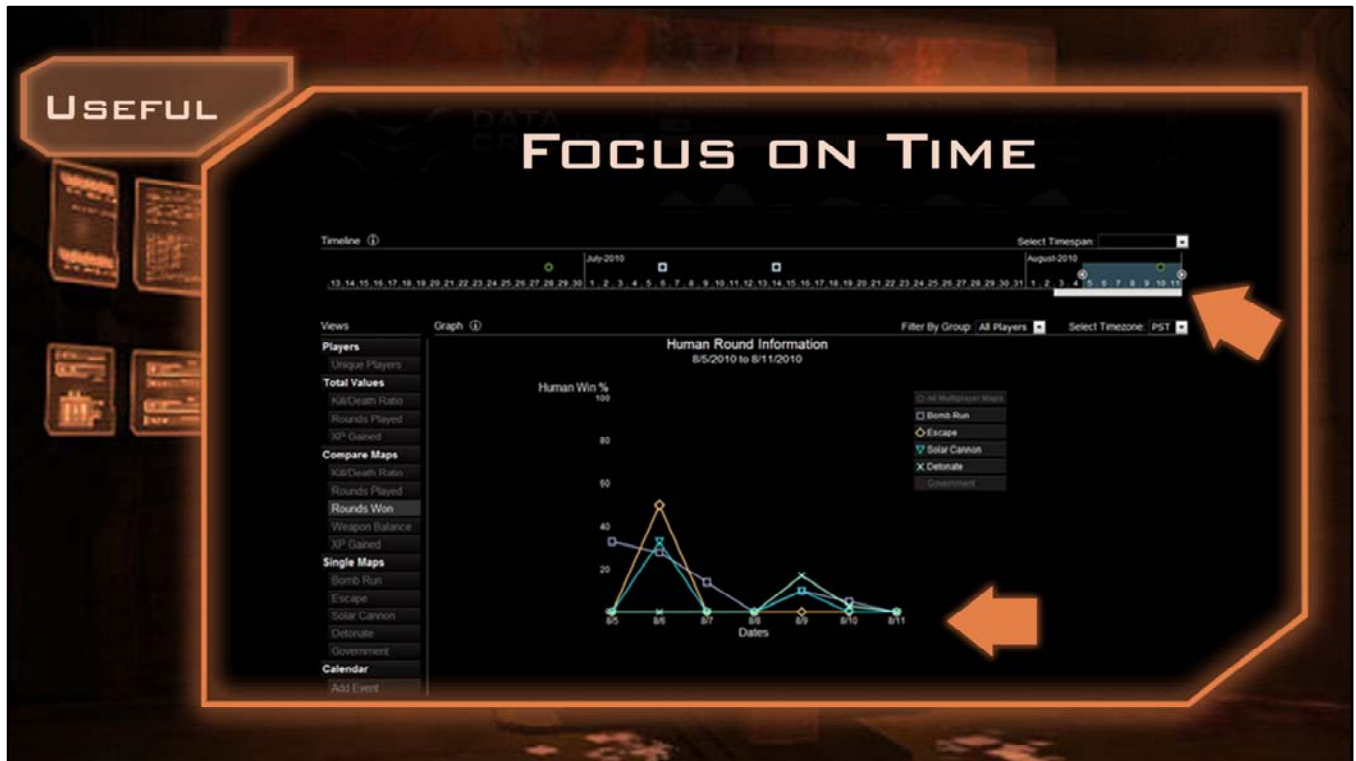 USEFUL
DATA
FOCUS ON TIME
Timeline
Select Timespan:
July-2010
August-2010
13 . 14 . 15 . 16 . 17 . 18 . 19 . 20 . 21 . 22 . 23 . 24 . 25 . 26 . 27 . 28 . 29 . 30 1 . 2 . 3 . 4 . 5 . 6 . 7 . 8 . 9 . 10 . 11 . 12 . 13 . 14 . 15 . 16 . 17 . 18 . 19 . 20 . 21 . 22 . 23 . 24 . 25 . 26 . 27 . 28 . 29 . 30 . 31 1 . 2 . 3 . 4 . 5 . 6 . 7 . 8 . 9 . 10 . 11
Views
Graph
Filter By Group: All Players
Select Timezone: PST
Players
Unique Players
Total Values
Kill/Death Ratio
Rounds Played
XP Gained
Compare Maps
Kill/Death Ratio
Rounds Played
Rounds Won
Weapon Balance
XP Gained
Single Maps
Bomb Run
Escape
Solar Cannon
Detonate
Government
Calendar
Add Event
Human Round Information
8/5/2010 to 8/11/2010
Human Win %
100
80
60
40
20
8/5 8/6 8/7 8/8 8/9 8/10 8/11
Dates
All Multiplayer Maps
Bomb Run
Escape
Solar Cannon
Detonate
Government